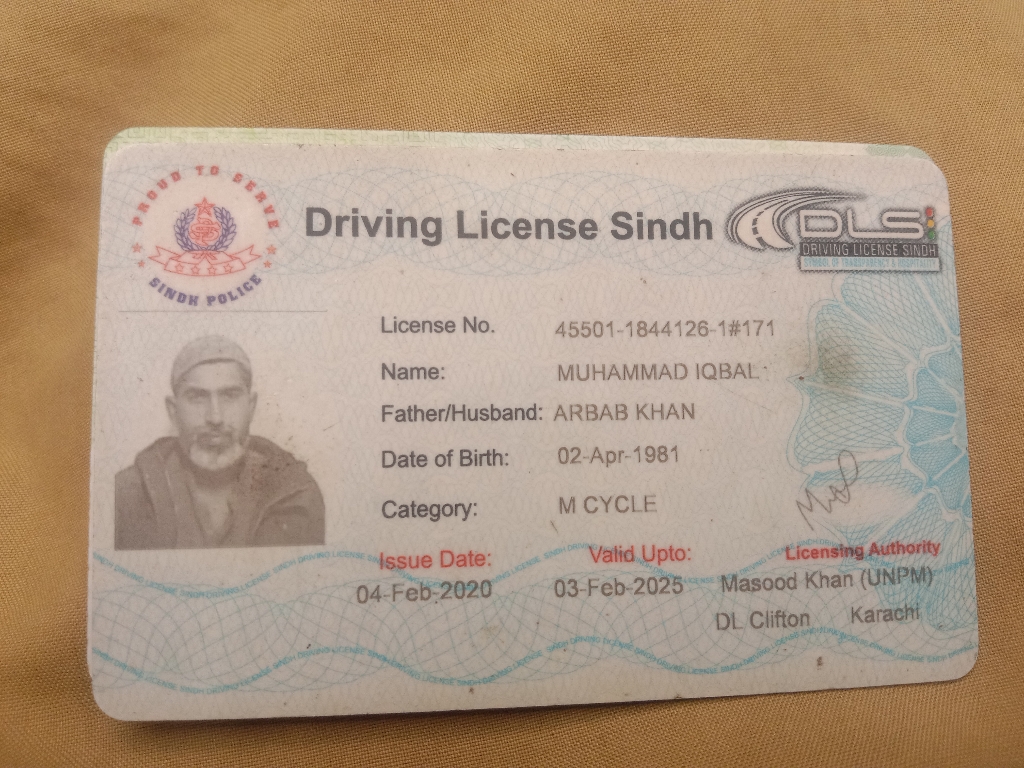 PROUD TO SERVE
SINDH POLICE
Driving License Sindh
DLS
DRIVING LICENSE SINDH
License No. 45501-1844126-1#171
Name: MUHAMMAD IQBAL
Father/Husband: ARBAB KHAN
Date of Birth: 02-Apr-1981
Category: M CYCLE
Issue Date: Valid Upto: Licensing Authority
04-Feb-2020 03-Feb-2025 Masood Khan (UNPM)
DL Clifton Karachi